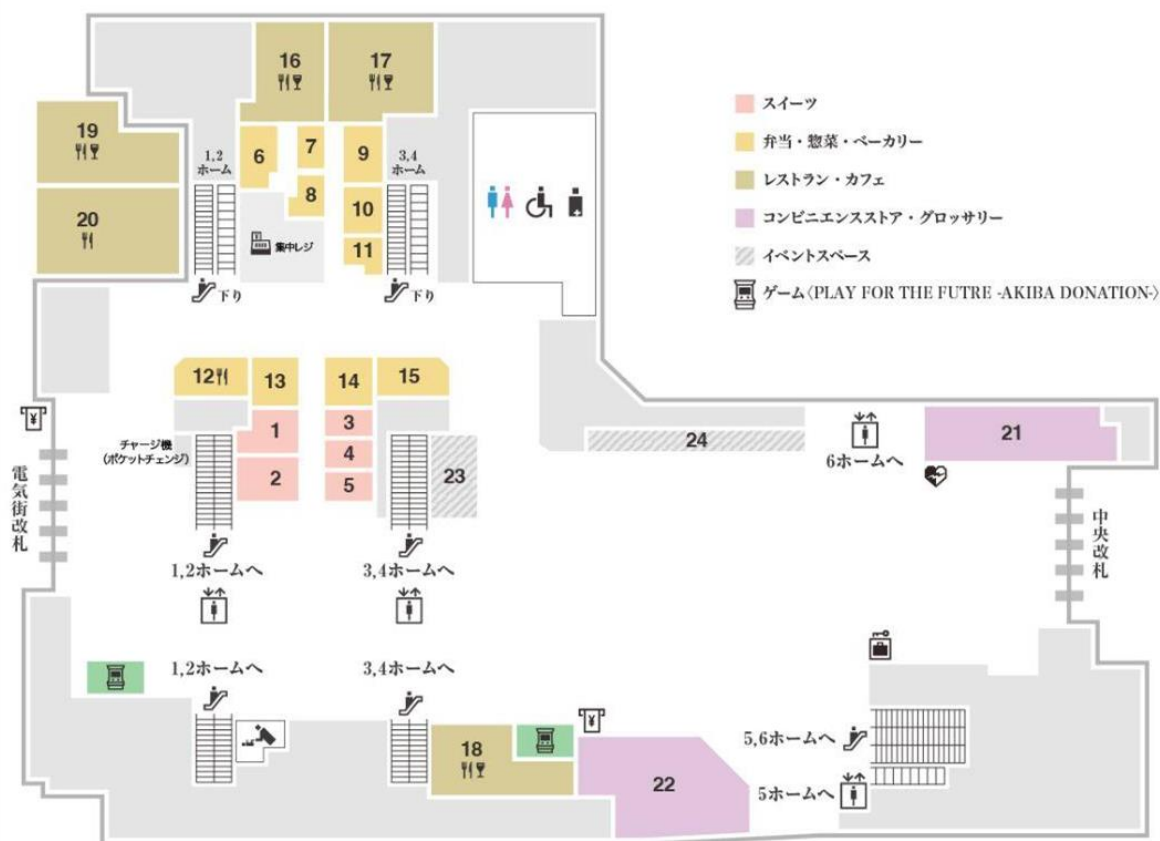 16
17
スイーツ
弁当・惣菜・ベーカリー
レストラン・カフェ
コンビニエンスストア・グロッサリー
イベントスペース
ゲーム〈PLAY FOR THE FUTRE -AKIBA DONATION-〉
19
20
1,2
ホーム
6
7
8
9
10
11
3,4
ホーム
¥
集中レジ
下り
下り
12
13
14
15
1
2
3
4
5
23
24
6ホームへ
21
¥
チャージ機
(ポケットチェンジ)
電気街改札
中央改札
1,2ホームへ
3,4ホームへ
1,2ホームへ
3,4ホームへ
18
¥
22
5,6ホームへ
5ホームへ